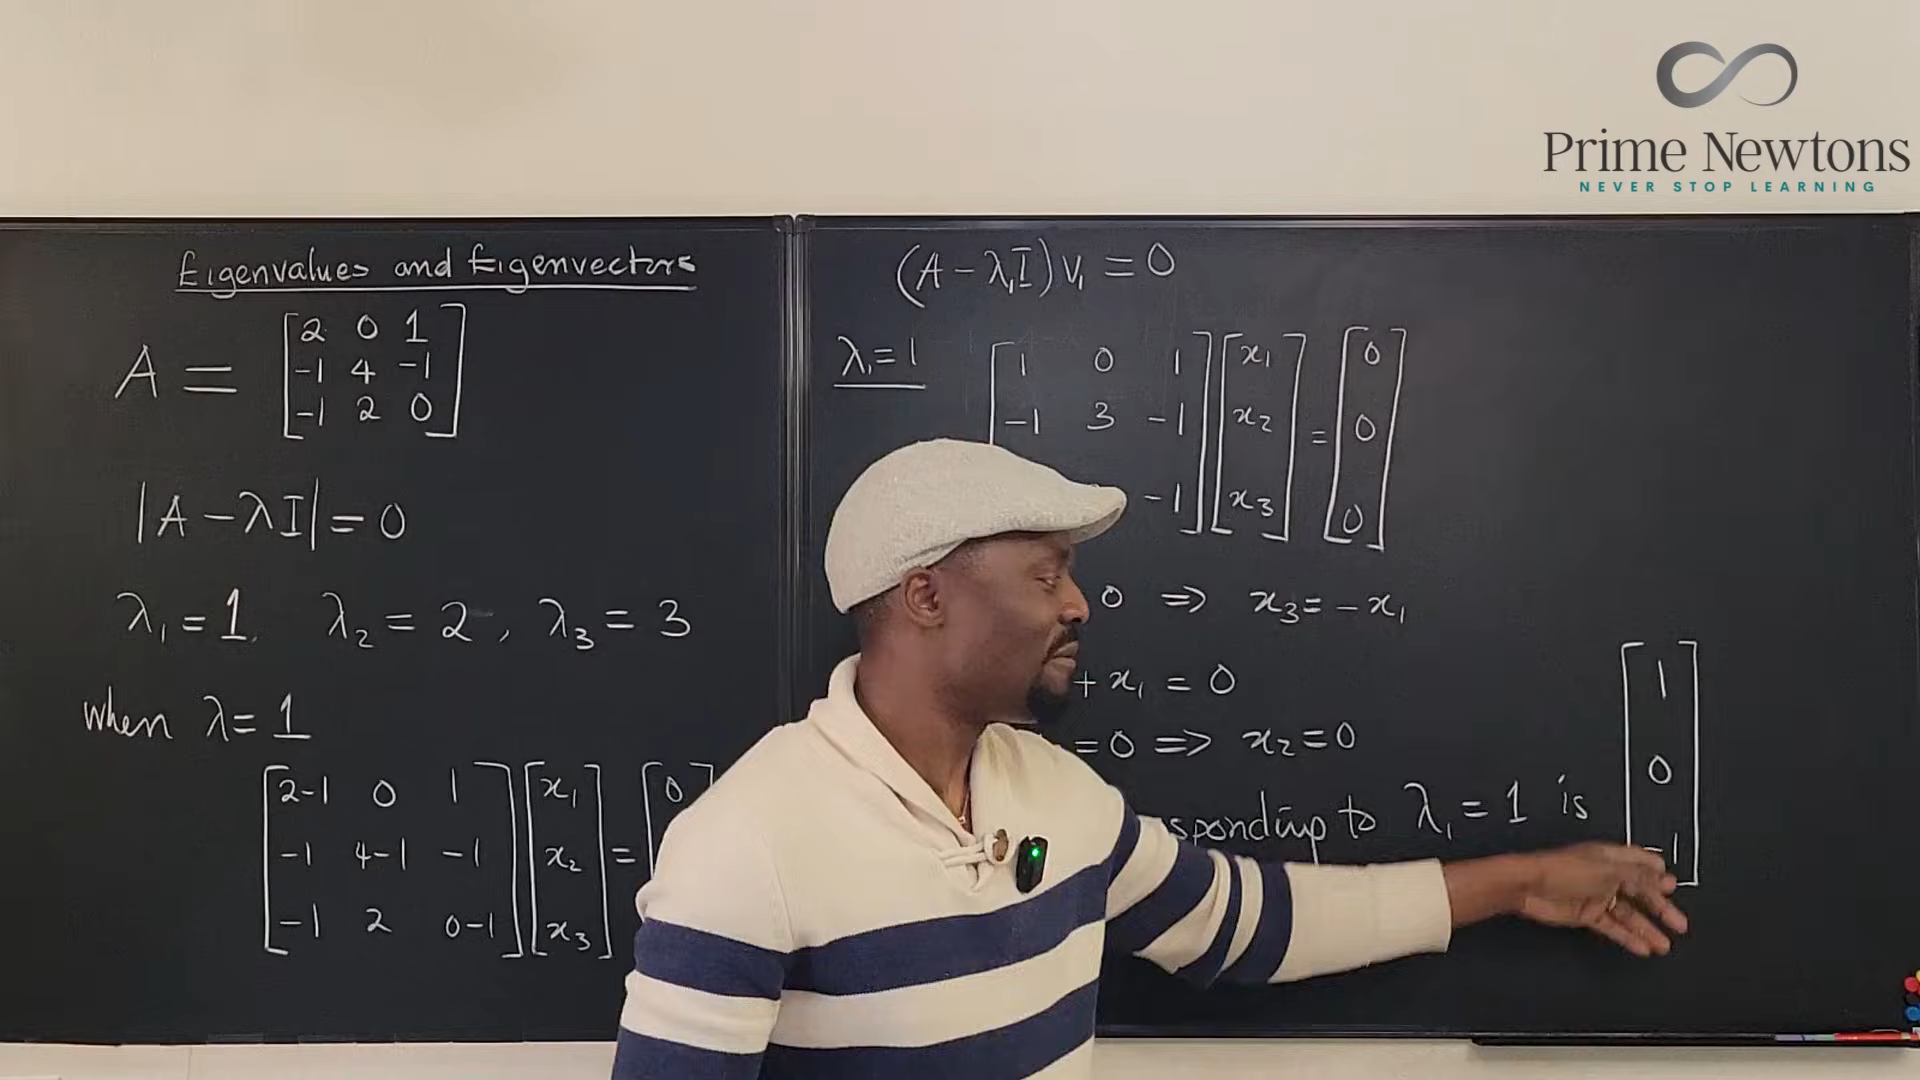 Prime Newtons
NEVER STOP LEARNING
Eigenvalues and Eigenvectors
A = [2 0 1
-1 4 -1
-1 2 0]
|A - λI| = 0
λ₁ = 1, λ₂ = 2, λ₃ = 3
when λ = 1
[2-1 0 1] [x₁] [0
-1 4-1 -1 x₂ =
-1 2 0-1] [x₃]
(A - λ₁I)v₁ = 0
λ₁ = 1 [1 0 1] [x₁] [0]
-1 3 -1 x₂ = 0
-1] [x₃] [0]
0 => x₃ = -x₁
+ x₁ = 0
= 0 => x₂ = 0
to λ₁ = 1 is [1 0 -1]